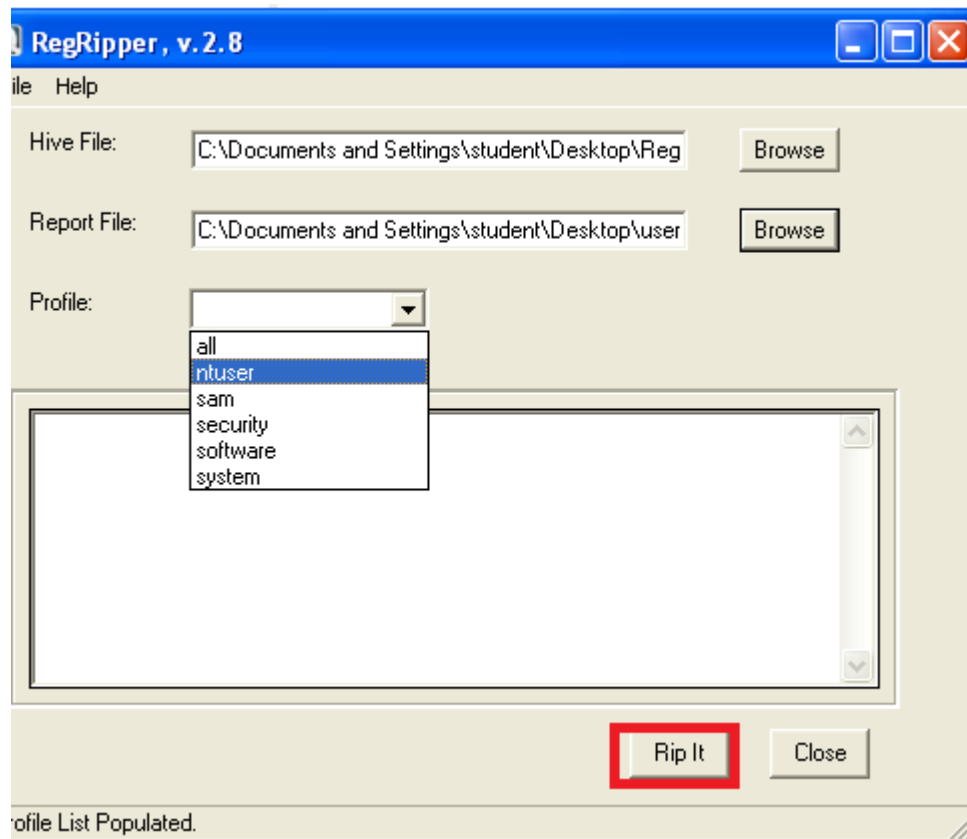 RegRipper, v.2.8
ile Help
Hive File: C:\Documents and Settings\student\Desktop\Reg Browse
Report File: C:\Documents and Settings\student\Desktop\user Browse
Profile:
all
ntuser
sam
security
software
system
Rip It Close
rofile List Populated.